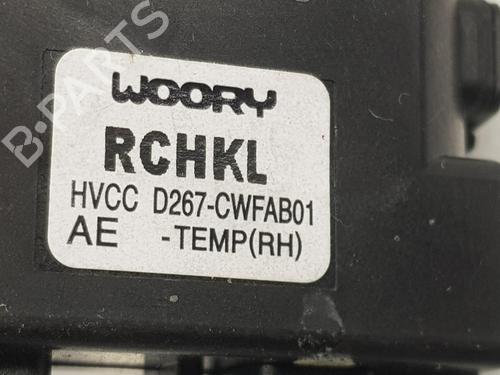 B-PARTS
WOORY
RCHKL
HVCC D267-CWFAB01
AE -TEMP(RH)